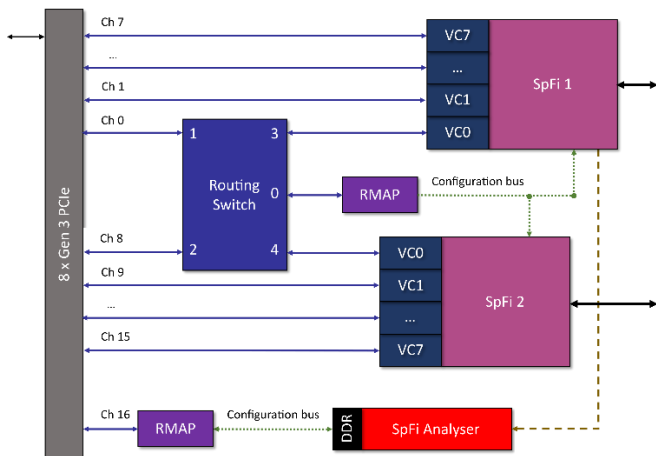 Ch 7
VC7
...
...
SpFi 1
Ch 1
VC1
Ch 0
1
3
VC0
Routing
Switch
0
RMAP
Configuration bus
8 x Gen 3 PCIe
Ch 8
2
4
VC0
Ch 9
VC1
...
...
SpFi 2
Ch 15
VC7
Ch 16
RMAP
Configuration bus
DDR
SpFi Analyser